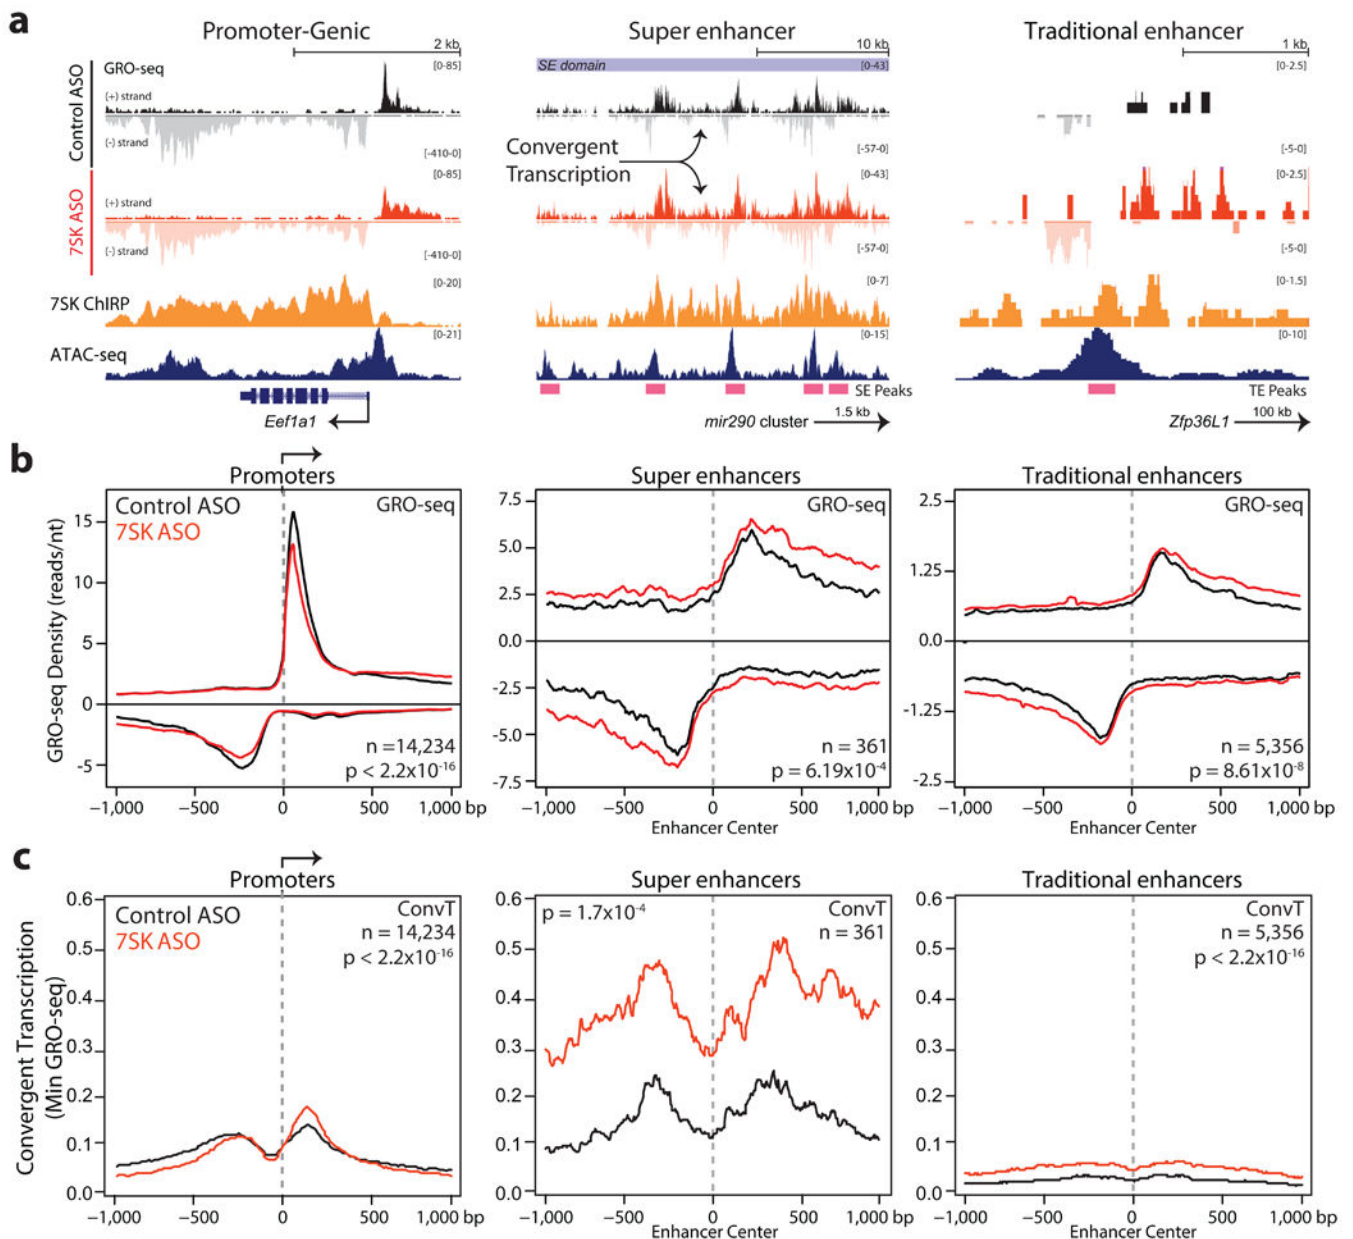 a
Promoter-Genic
Super enhancer
Traditional enhancer
2 kb
10 kb
1 kb
Control ASO
GRO-seq
(+) strand
(-) strand
[0-85]
[-410-0]
SE domain
[0-43]
[-57-0]
[0-2.5]
[-5-0]
Convergent
Transcription
7SK ASO
(+) strand
(-) strand
[0-85]
[-410-0]
[0-43]
[-57-0]
[0-2.5]
[-5-0]
7SK ChIRP
[0-20]
[0-7]
[0-1.5]
ATAC-seq
[0-21]
[0-15]
[0-10]
SE Peaks
TE Peaks
Eef1a1
mir290 cluster
1.5 kb
Zfp36L1
100 kb
b
Promoters
Super enhancers
Traditional enhancers
GRO-seq Density (reads/nt)
Control ASO
7SK ASO
GRO-seq
15
10
5
0
-5
n =14,234
p < 2.2x10-16
−1,000 −500 0 500 1,000 bp
GRO-seq
7.5
5.0
2.5
0.0
-2.5
-5.0
-7.5
n = 361
p = 6.19x10-4
−1,000 −500 0 500 1,000 bp
Enhancer Center
GRO-seq
2.5
1.25
0.0
-1.25
-2.5
n = 5,356
p = 8.61x10-8
−1,000 −500 0 500 1,000 bp
Enhancer Center
c
Promoters
Super enhancers
Traditional enhancers
Convergent Transcription
(Min GRO-seq)
Control ASO
7SK ASO
ConvT
n = 14,234
p < 2.2x10-16
0.6
0.5
0.4
0.3
0.2
0.1
0.0
−1,000 −500 0 500 1,000 bp
p = 1.7x10-4
ConvT
n = 361
0.6
0.5
0.4
0.3
0.2
0.1
0.0
−1,000 −500 0 500 1,000 bp
Enhancer Center
ConvT
n = 5,356
p < 2.2x10-16
0.6
0.5
0.4
0.3
0.2
0.1
0.0
−1,000 −500 0 500 1,000 bp
Enhancer Center